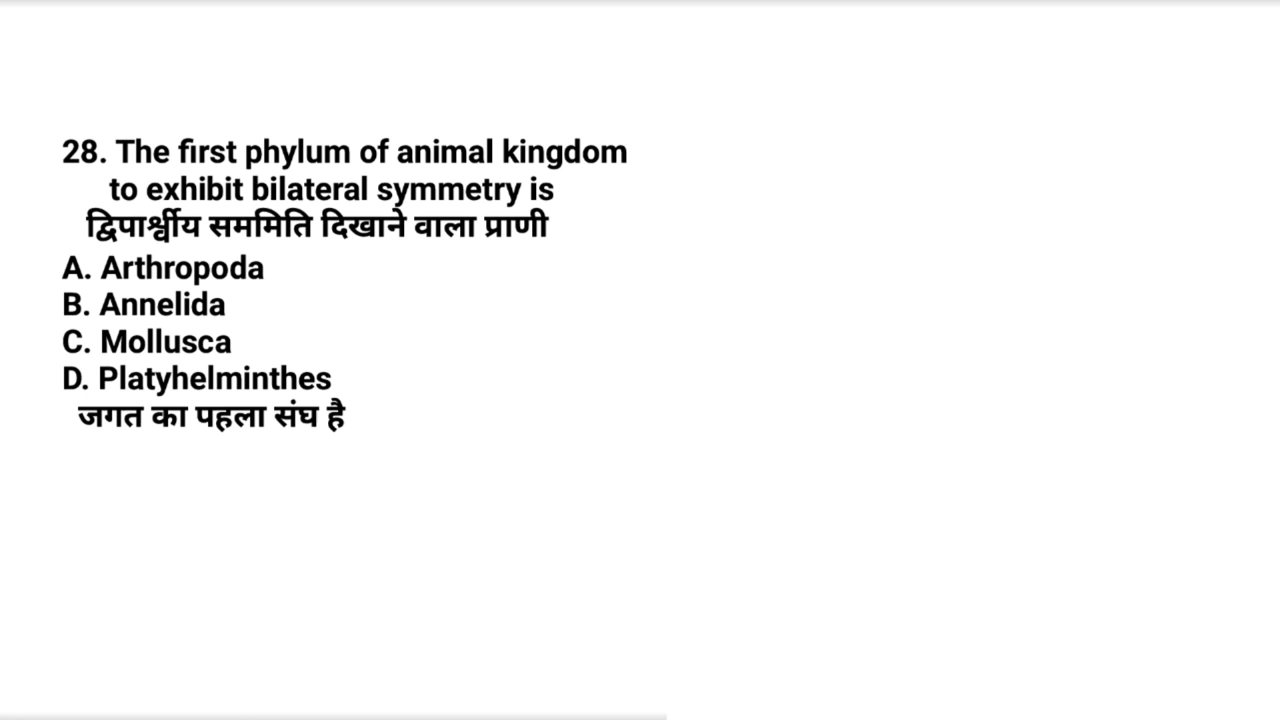 28. The first phylum of animal kingdom
to exhibit bilateral symmetry is
द्विपार्श्वीय सममिति दिखाने वाला प्राणी
A. Arthropoda
B. Annelida
C. Mollusca
D. Platyhelminthes
जगत का पहला संघ है